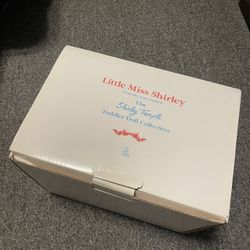 Little Miss Shirley
The
Shirley Temple
Toddler Doll Collection